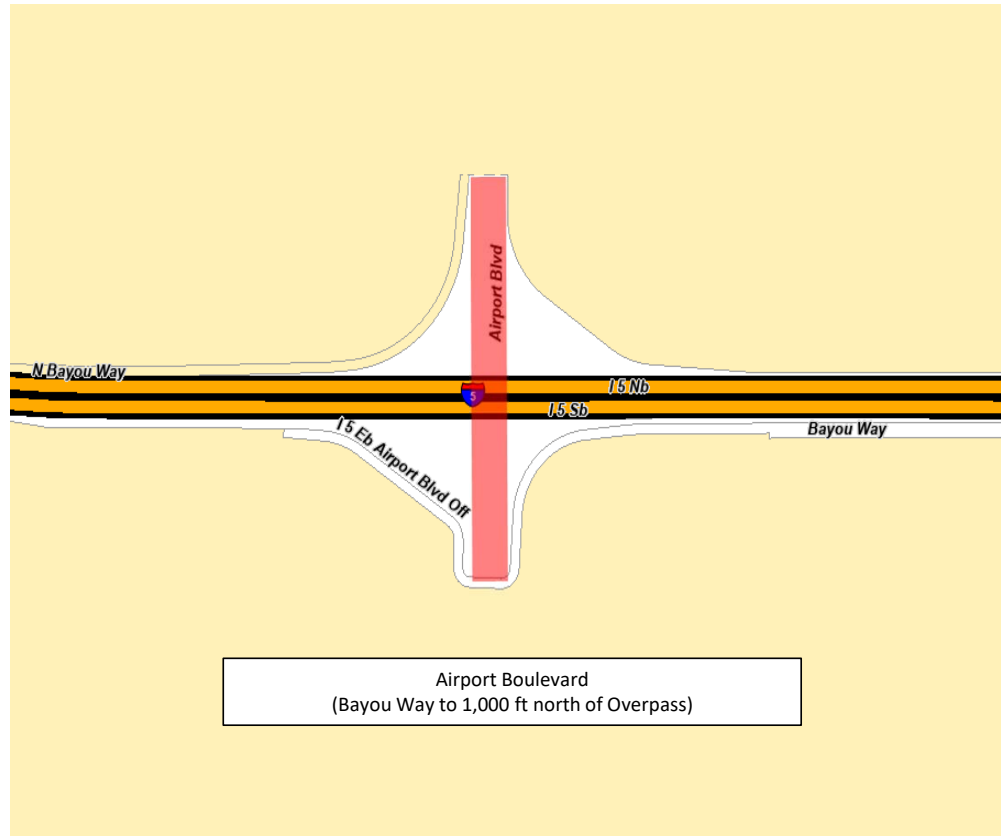 Airport Blvd
N Bayou Way
I 5 Nb
5
I 5 Sb
Bayou Way
I 5 Eb Airport Blvd Off
Airport Boulevard
(Bayou Way to 1,000 ft north of Overpass)